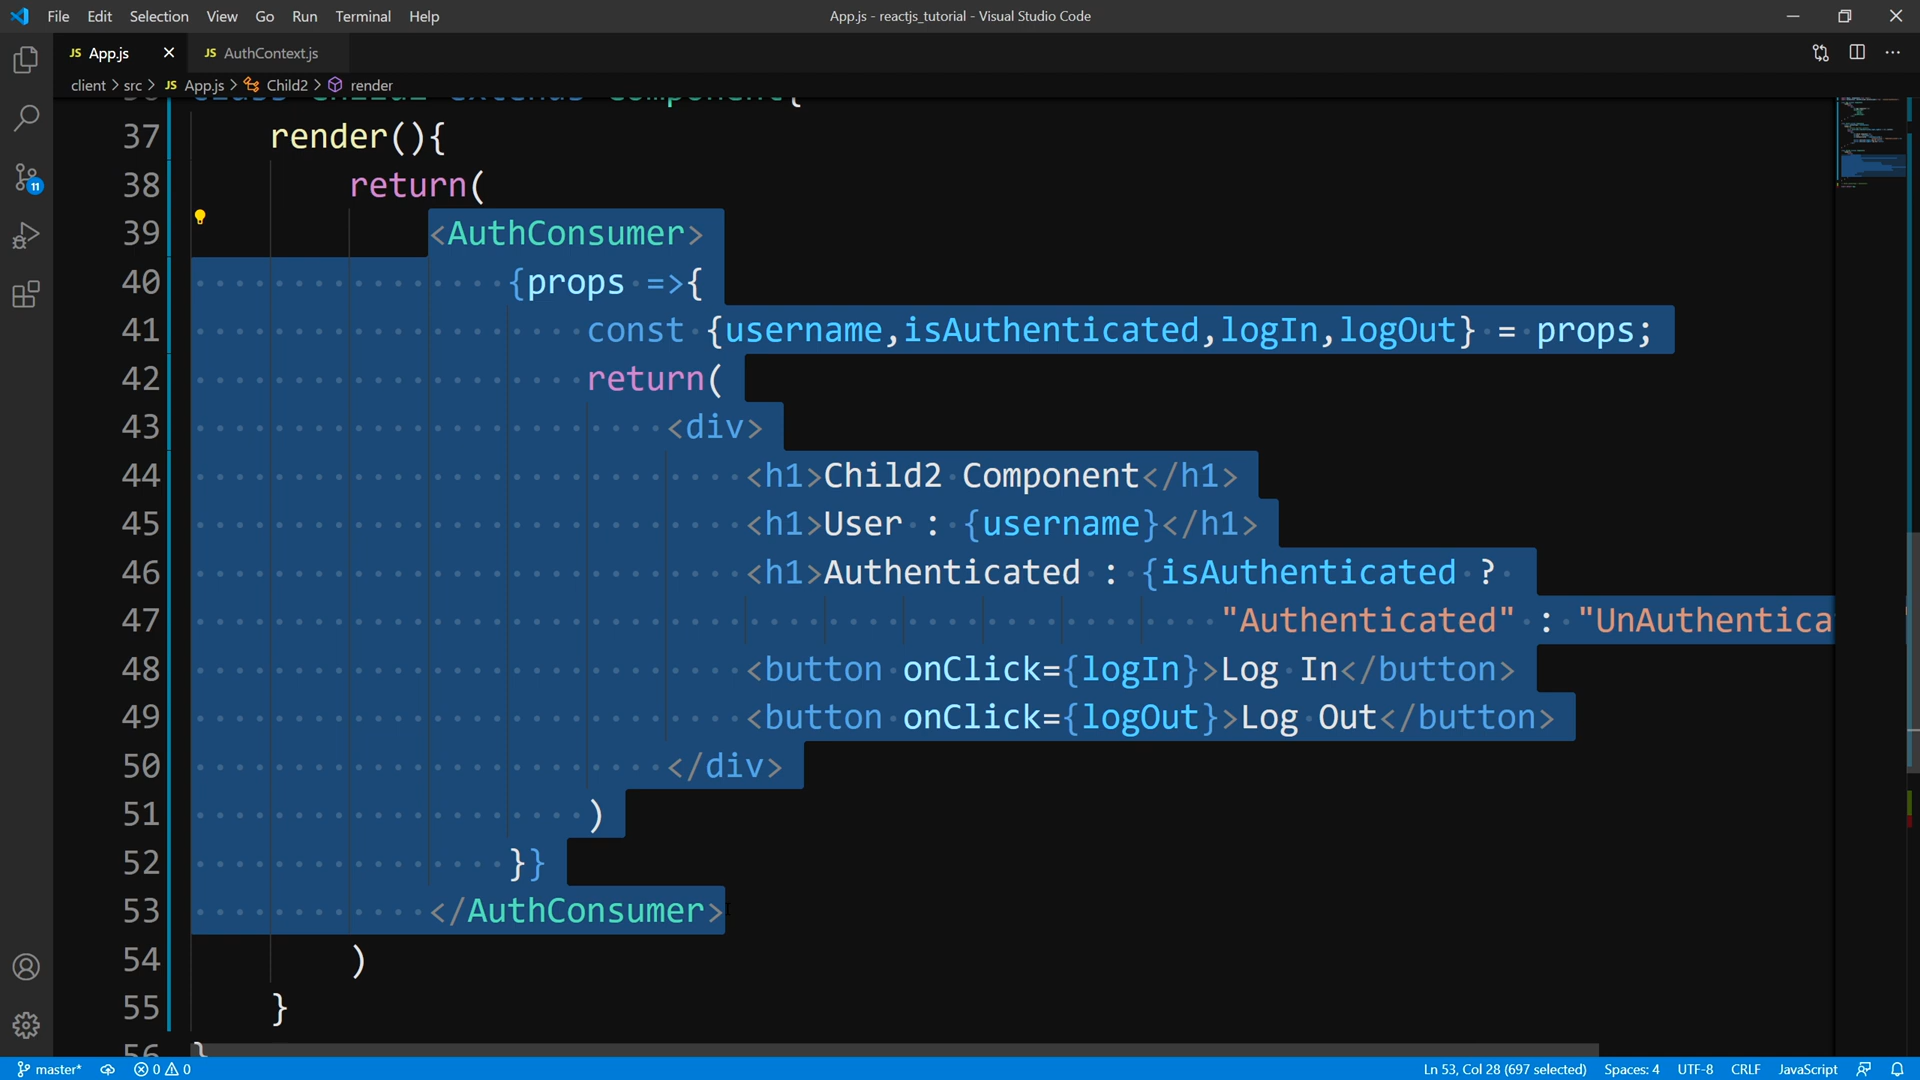 File Edit Selection View Go Run Terminal Help
App.js - reactjs_tutorial - Visual Studio Code
JS App.js
JS AuthContext.js
client > src > JS App.js > Child2 > render
37 render(){
38 return(
39 <AuthConsumer>
40 {props =>{
41 const {username,isAuthenticated,logIn,logOut} = props;
42 return(
43 <div>
44 <h1>Child2 Component</h1>
45 <h1>User : {username}</h1>
46 <h1>Authenticated : {isAuthenticated ?
47 "Authenticated" : "UnAuthentica
48 <button onClick={logIn}>Log In</button>
49 <button onClick={logOut}>Log Out</button>
50 </div>
51 )
52 }}
53 </AuthConsumer>
54 )
55 }
56 }
11
master* 0 0 Ln 53, Col 28 (697 selected) Spaces: 4 UTF-8 CRLF JavaScript